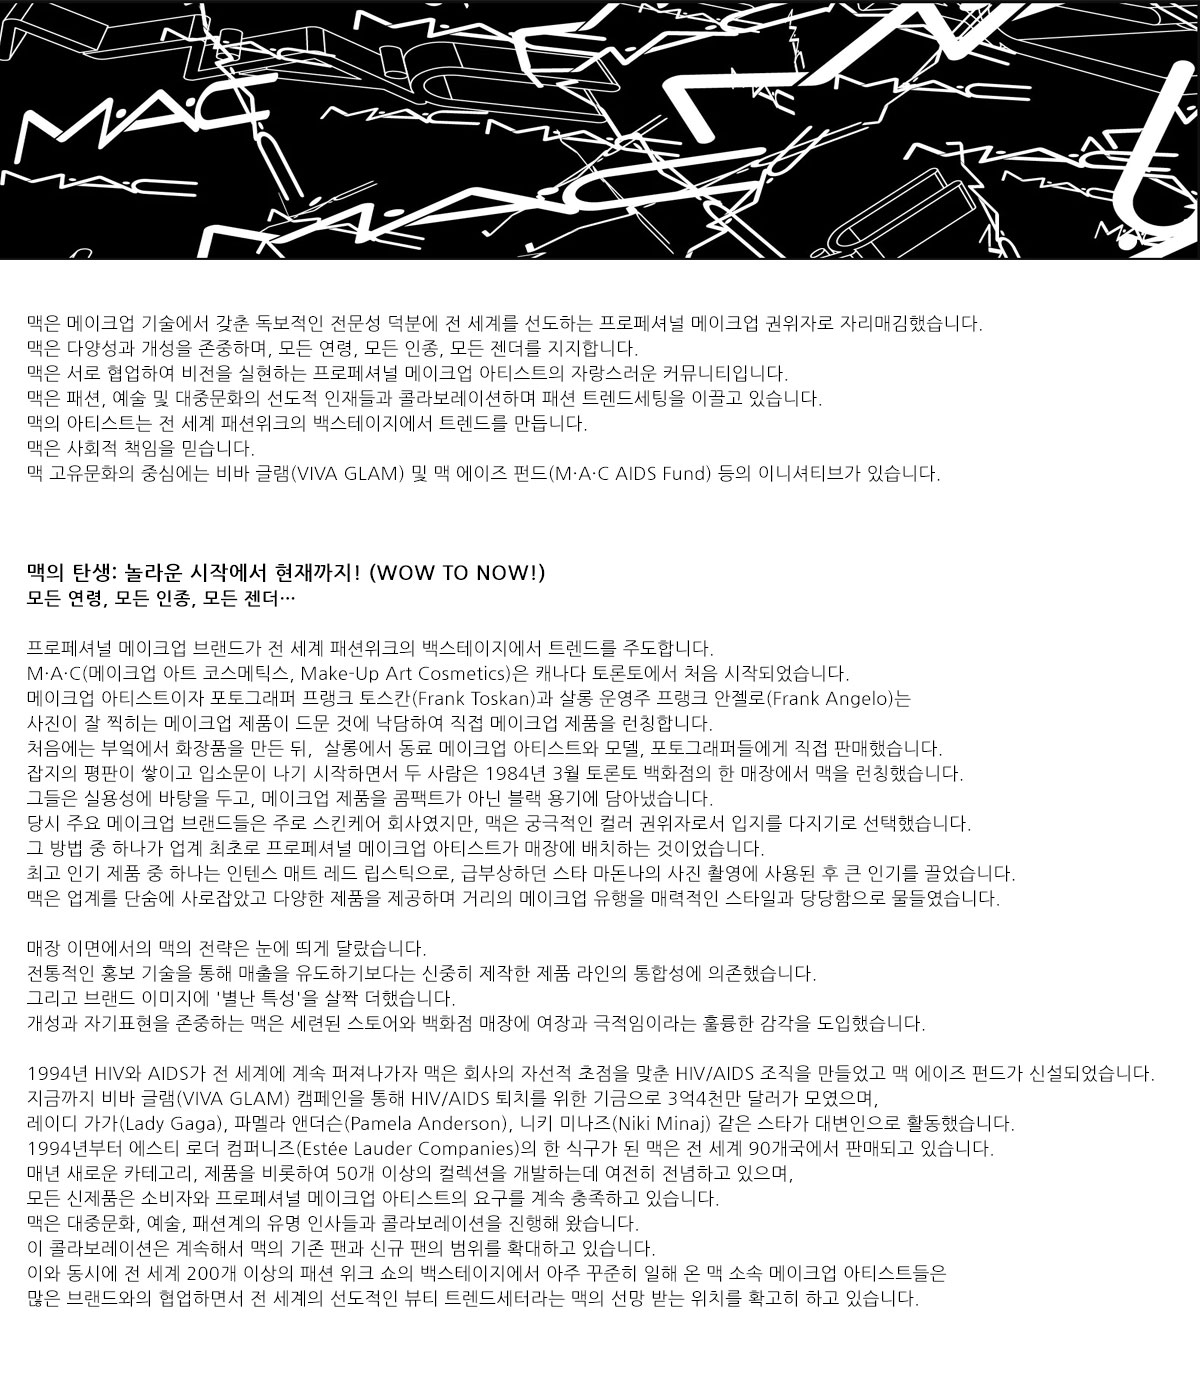 MAC
MAC
MAC
MAC
MAC
맥은 메이크업 기술에서 갖춘 독보적인 전문성 덕분에 전 세계를 선도하는 프로페셔널 메이크업 권위자로 자리매김했습니다.
맥은 다양성과 개성을 존중하며, 모든 연령, 모든 인종, 모든 젠더를 지지합니다.
맥은 서로 협업하여 비전을 실현하는 프로페셔널 메이크업 아티스트의 자랑스러운 커뮤니티입니다.
맥은 패션, 예술 및 대중문화의 선도적 인재들과 콜라보레이션하며 패션 트렌드세팅을 이끌고 있습니다.
맥의 아티스트는 전 세계 패션위크의 백스테이지에서 트렌드를 만듭니다.
맥은 사회적 책임을 믿습니다.
맥 고유문화의 중심에는 비바 글램(VIVA GLAM) 및 맥 에이즈 펀드(M·A·C AIDS Fund) 등의 이니셔티브가 있습니다.
맥의 탄생: 놀라운 시작에서 현재까지! (WOW TO NOW!)
모든 연령, 모든 인종, 모든 젠더…
프로페셔널 메이크업 브랜드가 전 세계 패션위크의 백스테이지에서 트렌드를 주도합니다.
M·A·C(메이크업 아트 코스메틱스, Make-Up Art Cosmetics)은 캐나다 토론토에서 처음 시작되었습니다.
메이크업 아티스트이자 포토그래퍼 프랭크 토스칸(Frank Toskan)과 살롱 운영주 프랭크 안젤로(Frank Angelo)는
사진이 잘 찍히는 메이크업 제품이 드문 것에 낙담하여 직접 메이크업 제품을 런칭합니다.
처음에는 부엌에서 화장품을 만든 뒤,  살롱에서 동료 메이크업 아티스트와 모델, 포토그래퍼들에게 직접 판매했습니다.
잡지의 평판이 쌓이고 입소문이 나기 시작하면서 두 사람은 1984년 3월 토론토 백화점의 한 매장에서 맥을 런칭했습니다.
그들은 실용성에 바탕을 두고, 메이크업 제품을 콤팩트가 아닌 블랙 용기에 담아냈습니다.
당시 주요 메이크업 브랜드들은 주로 스킨케어 회사였지만, 맥은 궁극적인 컬러 권위자로서 입지를 다지기로 선택했습니다.
그 방법 중 하나가 업계 최초로 프로페셔널 메이크업 아티스트가 매장에 배치하는 것이었습니다.
최고 인기 제품 중 하나는 인텐스 매트 레드 립스틱으로, 급부상하던 스타 마돈나의 사진 촬영에 사용된 후 큰 인기를 끌었습니다.
맥은 업계를 단숨에 사로잡았고 다양한 제품을 제공하며 거리의 메이크업 유행을 매력적인 스타일과 당당함으로 물들였습니다.
매장 이면에서의 맥의 전략은 눈에 띄게 달랐습니다.
전통적인 홍보 기술을 통해 매출을 유도하기보다는 신중히 제작한 제품 라인의 통합성에 의존했습니다.
그리고 브랜드 이미지에 '별난 특성'을 살짝 더했습니다.
개성과 자기표현을 존중하는 맥은 세련된 스토어와 백화점 매장에 여장과 극적임이라는 훌륭한 감각을 도입했습니다.
1994년 HIV와 AIDS가 전 세계에 계속 퍼져나가자 맥은 회사의 자선적 초점을 맞춘 HIV/AIDS 조직을 만들었고 맥 에이즈 펀드가 신설되었습니다.
지금까지 비바 글램(VIVA GLAM) 캠페인을 통해 HIV/AIDS 퇴치를 위한 기금으로 3억4천만 달러가 모였으며,
레이디 가가(Lady Gaga), 파멜라 앤더슨(Pamela Anderson), 니키 미나즈(Niki Minaj) 같은 스타가 대변인으로 활동했습니다.
1994년부터 에스티 로더 컴퍼니즈(Estée Lauder Companies)의 한 식구가 된 맥은 전 세계 90개국에서 판매되고 있습니다.
매년 새로운 카테고리, 제품을 비롯하여 50개 이상의 컬렉션을 개발하는데 여전히 전념하고 있으며,
모든 신제품은 소비자와 프로페셔널 메이크업 아티스트의 요구를 계속 충족하고 있습니다.
맥은 대중문화, 예술, 패션계의 유명 인사들과 콜라보레이션을 진행해 왔습니다.
이 콜라보레이션은 계속해서 맥의 기존 팬과 신규 팬의 범위를 확대하고 있습니다.
이와 동시에 전 세계 200개 이상의 패션 위크 쇼의 백스테이지에서 아주 꾸준히 일해 온 맥 소속 메이크업 아티스트들은
많은 브랜드와의 협업하면서 전 세계의 선도적인 뷰티 트렌드세터라는 맥의 선망 받는 위치를 확고히 하고 있습니다.